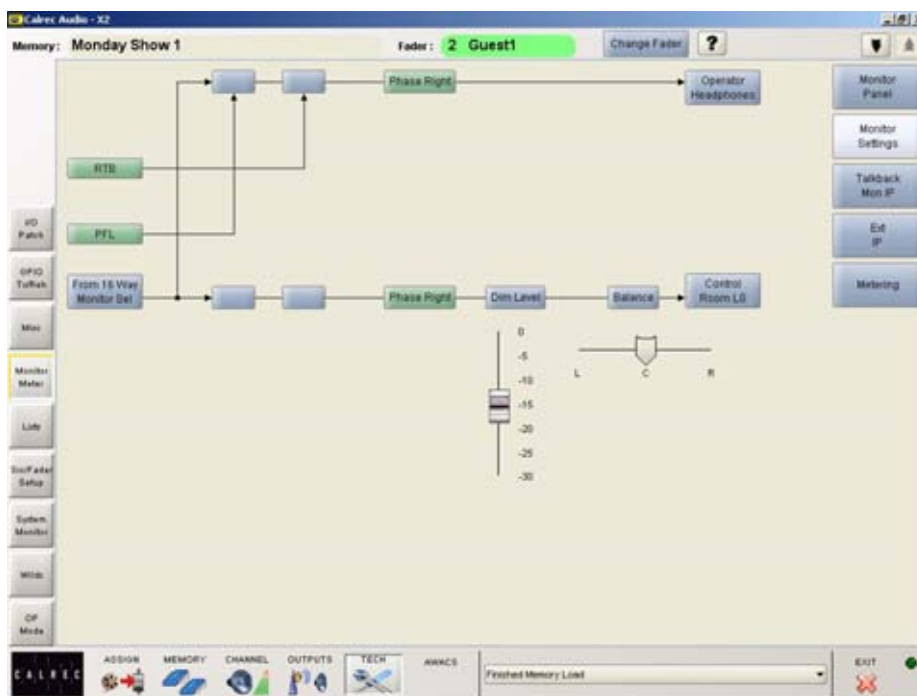 Calrec Audio - X2
Memory: Monday Show 1 Fader: 2 Guest1 Change Fader ?
Phase Right
Operator
Headphones
Monitor
Panel
Monitor
Settings
RTB
Talkback
Mon IP
I/O
Patch
PFL
Ext
IP
GPIO
TxReh
From 16 Way
Monitor Sel
Phase Right
Dim Level
Balance
Control
Room LS
Metering
Misc
0
-5
-10
-15
-20
-25
-30
L C R
Monitor
Meter
Lists
Src/Fader
Setup
System
Monitor
Wilds
OP
Mode
CALREC
ASSIGN MEMORY CHANNEL OUTPUTS TECH AWACS
Finished Memory Load
EXIT